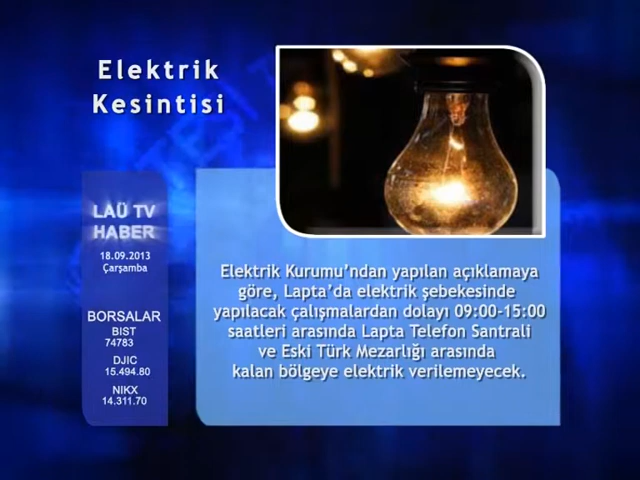 Elektrik
Kesintisi
LAÜ TV
HABER
18.09.2013
Çarşamba
BORSALAR
BIST
74783
DJIC
15.494.80
NIKX
14.311.70
Elektrik Kurumu’ndan yapılan açıklamaya
göre, Lapta’da elektrik şebekesinde
yapılacak çalışmalardan dolayı 09:00-15:00
saatleri arasında Lapta Telefon Santrali
ve Eski Türk Mezarlığı arasında
kalan bölgeye elektrik verilemeyecek.